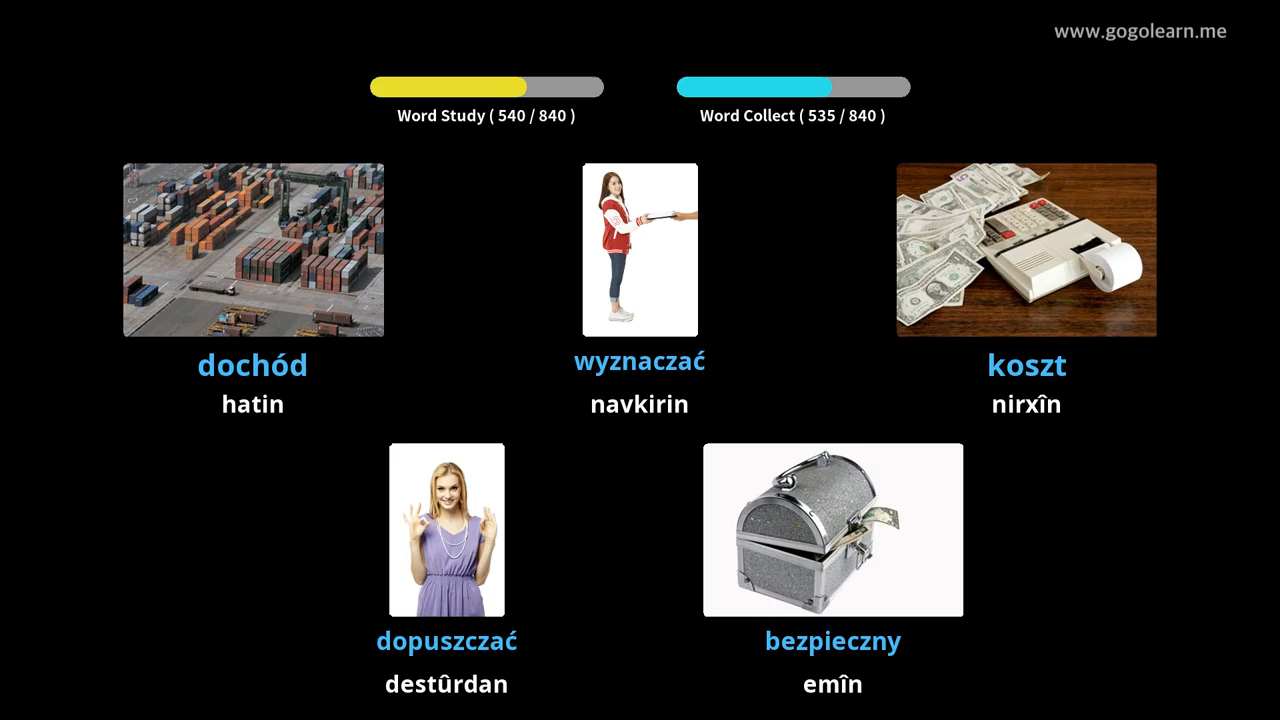 www.gogolearn.me
Word Study ( 540 / 840 )
Word Collect ( 535 / 840 )
dochód
wyznaczać
koszt
hatin
navkirin
nirxîn
dopuszczać
bezpieczny
destûrdan
emîn